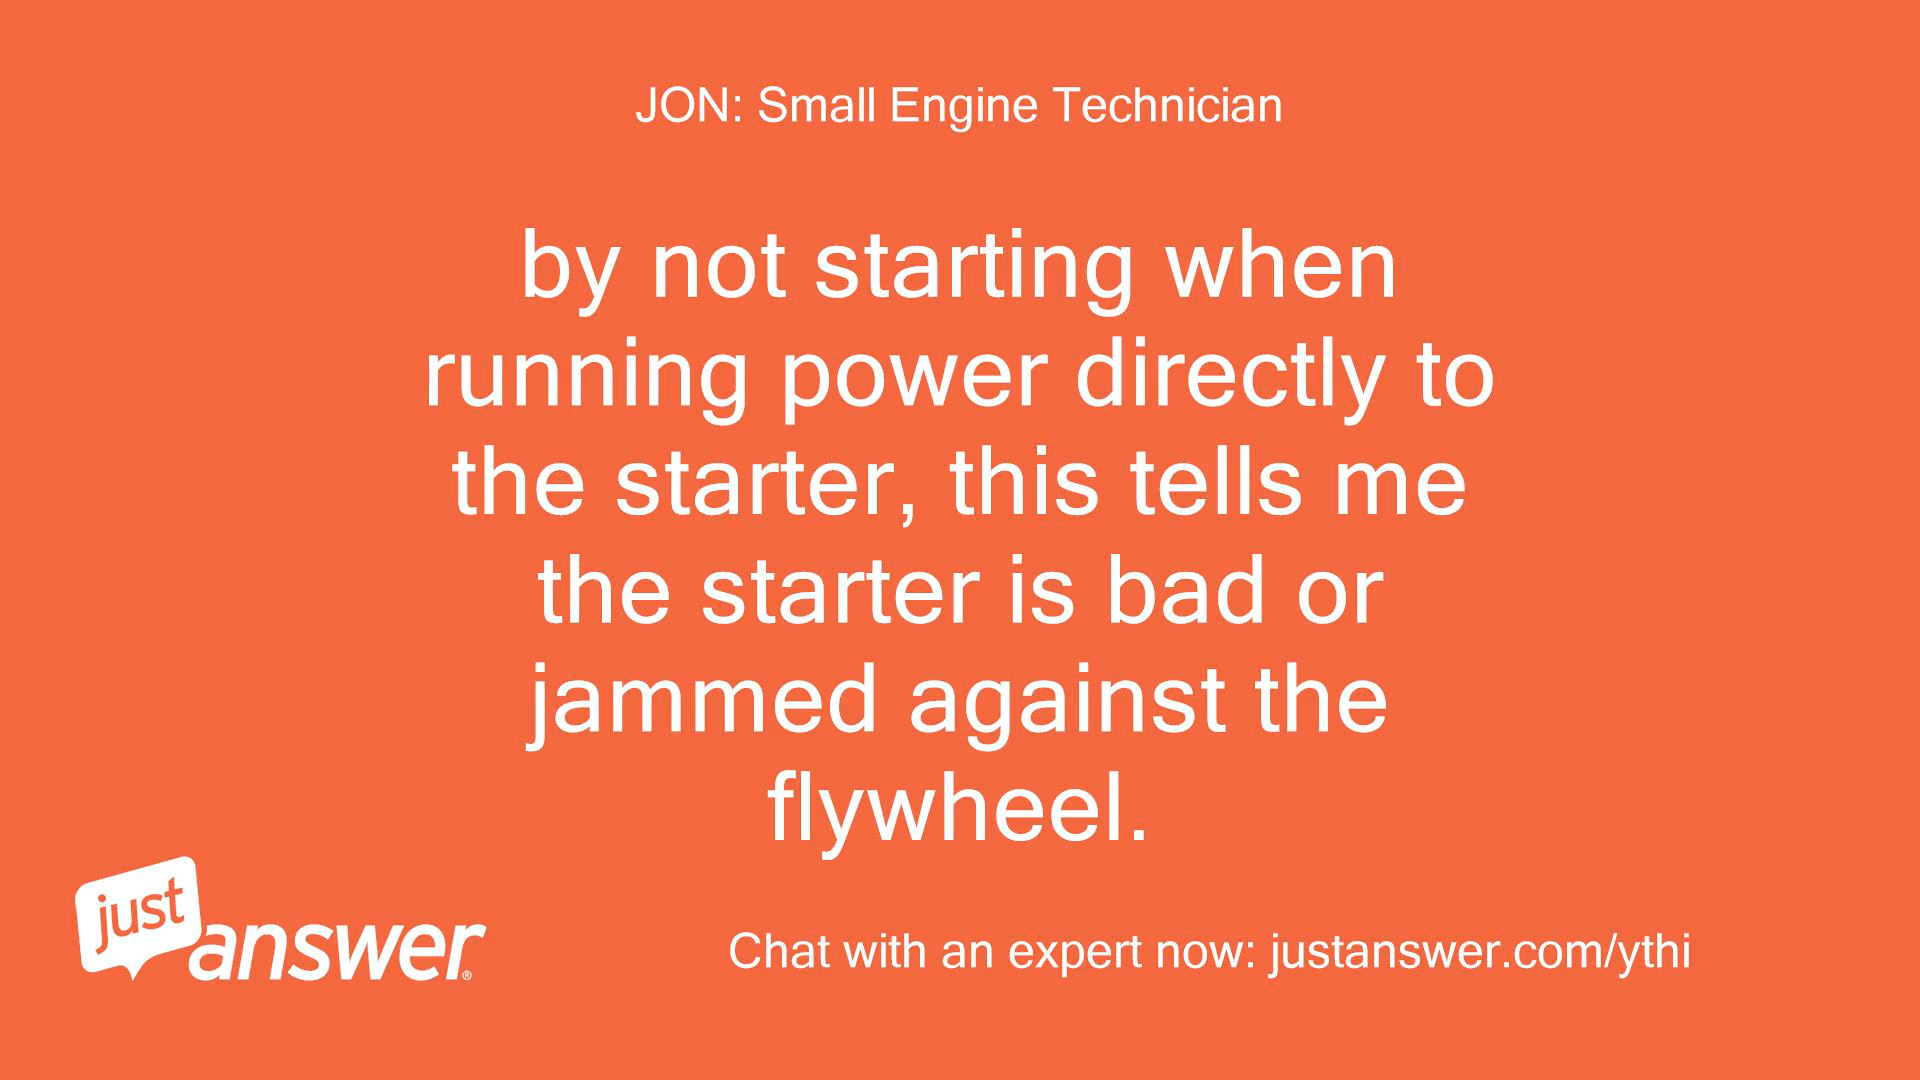 JON: Small Engine Technician
by not starting when
running power directly to
the starter, this tells me
the starter is bad or
jammed against the
flywheel.
just
answer®
Chat with an expert now: justanswer.com/ythi